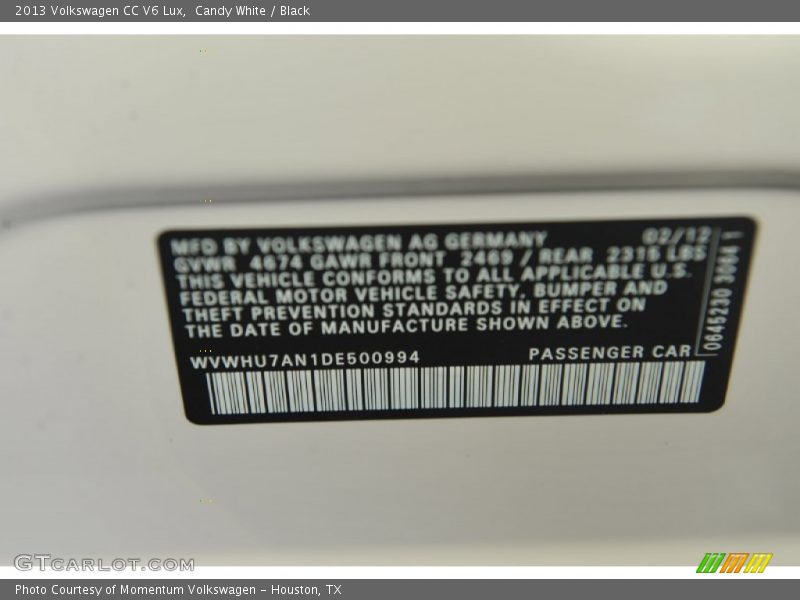 2013 Volkswagen CC V6 Lux, Candy White / Black
MFD BY VOLKSWAGEN AG GERMANY 02/12
GVWR 4674 GAWR FRONT 2469 / REAR 2315 LBS
THIS VEHICLE CONFORMS TO ALL APPLICABLE U.S.
FEDERAL MOTOR VEHICLE SAFETY, BUMPER AND
THEFT PREVENTION STANDARDS IN EFFECT ON
THE DATE OF MANUFACTURE SHOWN ABOVE.
WVWHU7AN1DE500994 PASSENGER CAR
GTCARLOT.COM
Photo Courtesy of Momentum Volkswagen - Houston, TX